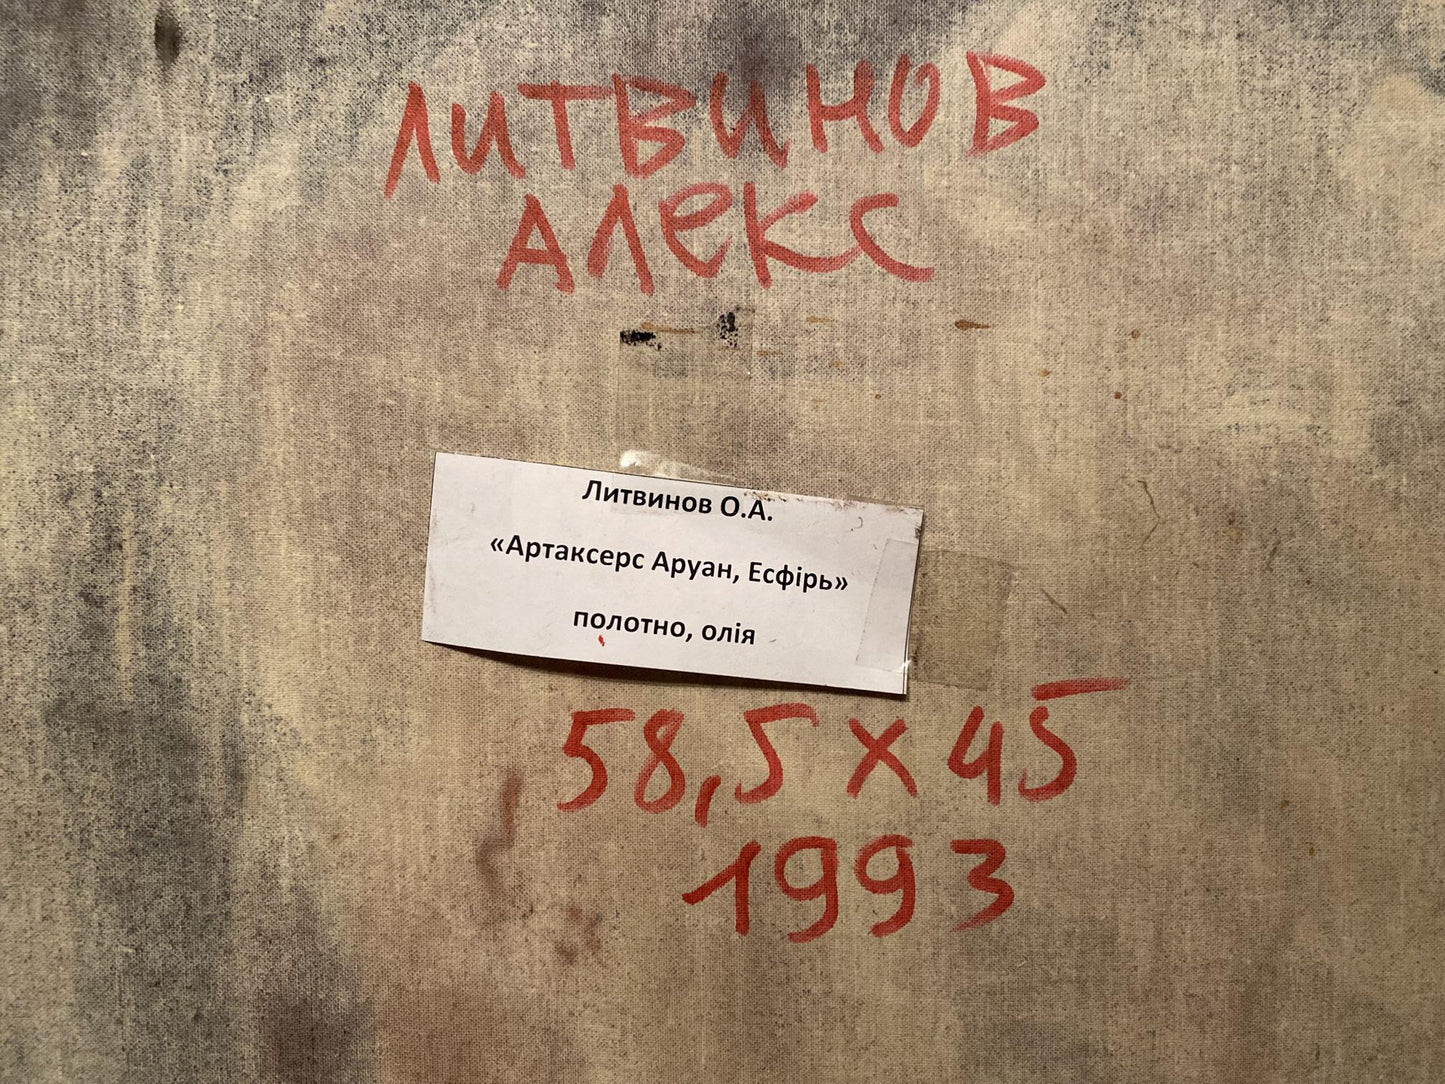 ЛИТВИНОВ
АЛЕКС
Литвинов О.А.
«Артаксерс Аруан, Есфірь»
полотно, олія
58,5 х 45
1993